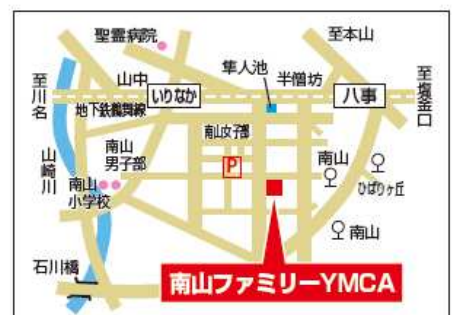 聖霊病院
至本山
隼人池
半僧坊
山中
至川名
いりなか
八事
至塩釜口
地下鉄鶴舞線
南山女子部
山崎川
南山
男子部
P
南山
ひばりヶ丘
南山
小学校
南山
石川橋
南山ファミリーYMCA